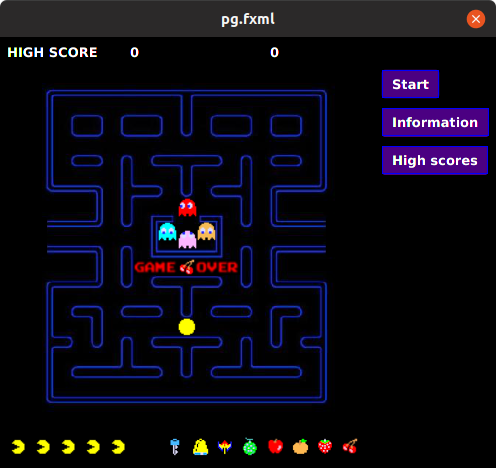 pg.fxml
HIGH SCORE 0 0
Start
Information
High scores
GAME OVER